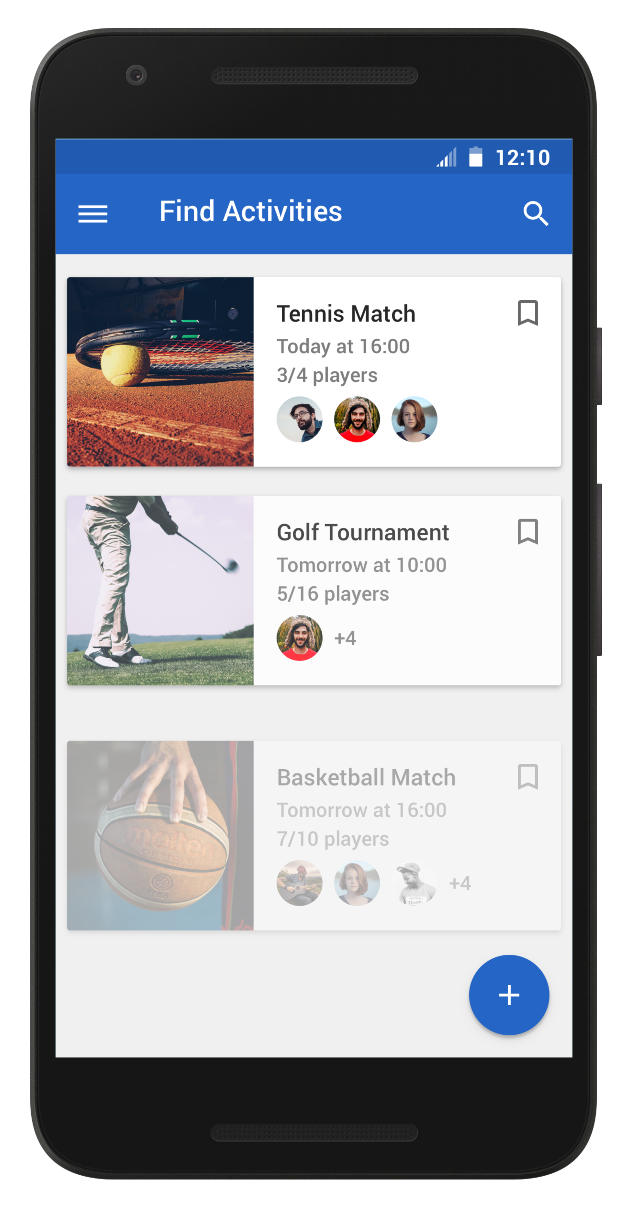 12:10
Find Activities
Tennis Match
Today at 16:00
3/4 players
Golf Tournament
Tomorrow at 10:00
5/16 players
+4
Basketball Match
Tomorrow at 16:00
7/10 players
+4
+